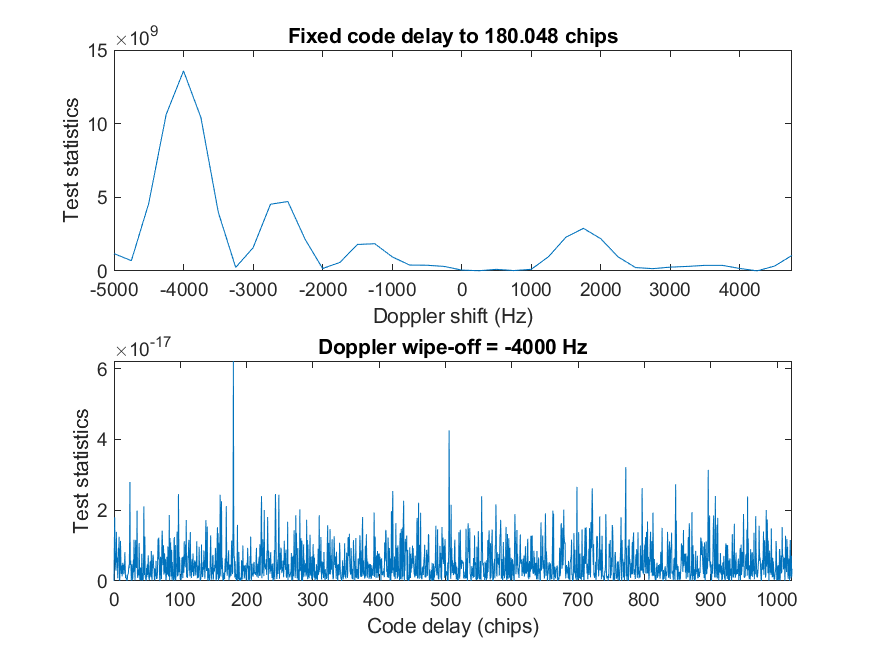 ×10^9
Fixed code delay to 180.048 chips
15
10
5
0
Test statistics
-5000 -4000 -3000 -2000 -1000 0 1000 2000 3000 4000
Doppler shift (Hz)
×10^-17
Doppler wipe-off = -4000 Hz
6
4
2
0
Test statistics
0 100 200 300 400 500 600 700 800 900 1000
Code delay (chips)